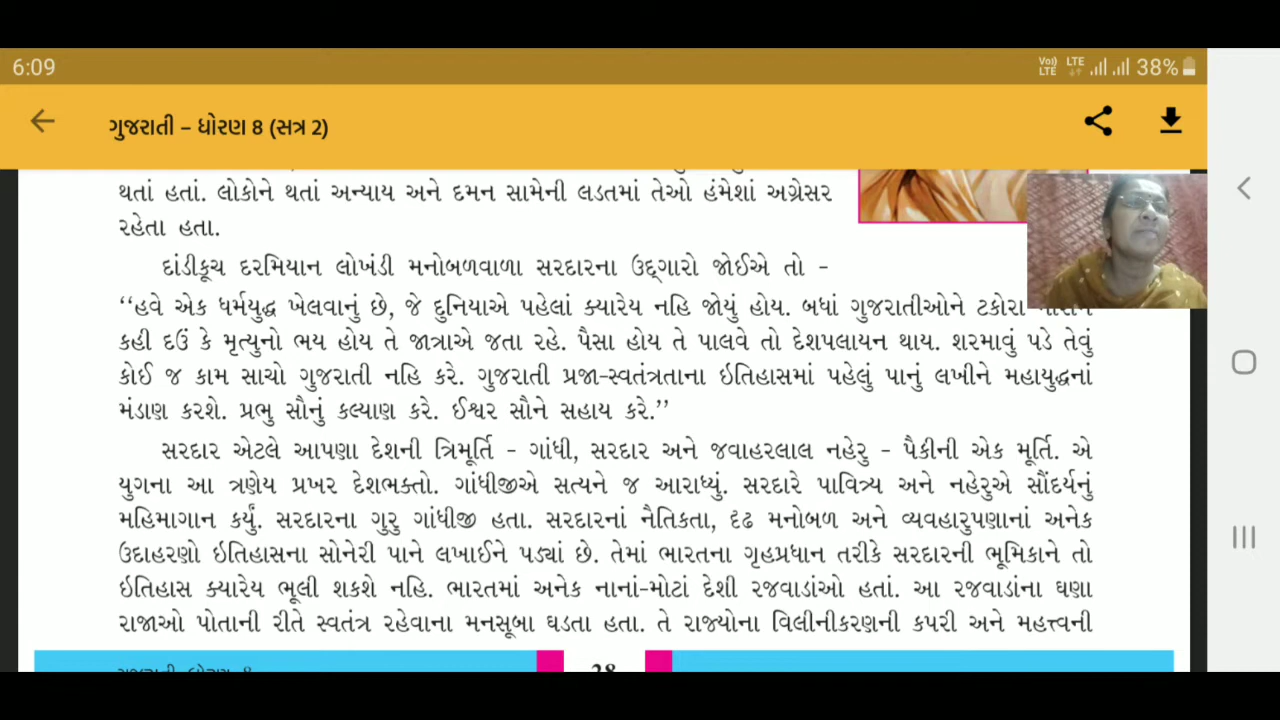 6:09
Vo)) LTE LTE 38%
ગુજરાતી – ધોરણ 8 (સત્ર 2)
થતાં હતાં. લોકોને થતાં અન્યાય અને દમન સામેની લડતમાં તેઓ હંમેશાં અગ્રેસર
રહેતા હતા.
દાંડીકૂચ દરમિયાન લોખંડી મનોબળવાળા સરદારના ઉદ્ગારો જોઈએ તો -
‘‘હવે એક ધર્મયુદ્ધ ખેલવાનું છે, જે દુનિયાએ પહેલાં ક્યારેય નહિ જોયું હોય. બધાં ગુજરાતીઓને ટકોરા
કહી દઉં કે મૃત્યુનો ભય હોય તે જાત્રાએ જતા રહે. પૈસા હોય તે પાલવે તો દેશપલાયન થાય. શરમાવું પડે તેવું
કોઈ જ કામ સાચો ગુજરાતી નહિ કરે. ગુજરાતી પ્રજા-સ્વતંત્રતાના ઇતિહાસમાં પહેલું પાનું લખીને મહાયુદ્ધનાં
મંડાણ કરશે. પ્રભુ સૌનું કલ્યાણ કરે. ઈશ્વર સૌને સહાય કરે.’’
સરદાર એટલે આપણા દેશની ત્રિમૂર્તિ - ગાંધી, સરદાર અને જવાહરલાલ નહેરુ - પૈકીની એક મૂર્તિ. એ
યુગના આ ત્રણેય પ્રખર દેશભક્તો. ગાંધીજીએ સત્યને જ આરાધ્યું. સરદારે પાવિત્ર્ય અને નહેરુએ સૌંદર્યનું
મહિમાગાન કર્યું. સરદારના ગુરુ ગાંધીજી હતા. સરદારનાં નૈતિકતા, દૃઢ મનોબળ અને વ્યવહારુપણાનાં અનેક
ઉદાહરણો ઇતિહાસના સોનેરી પાને લખાઈને પડ્યાં છે. તેમાં ભારતના ગૃહપ્રધાન તરીકે સરદારની ભૂમિકાને તો
ઇતિહાસ ક્યારેય ભૂલી શકશે નહિ. ભારતમાં અનેક નાનાં-મોટાં દેશી રજવાડાંઓ હતાં. આ રજવાડાંના ઘણા
રાજાઓ પોતાની રીતે સ્વતંત્ર રહેવાના મનસૂબા ઘડતા હતા. તે રાજ્યોના વિલીનીકરણની કપરી અને મહત્ત્વની
28